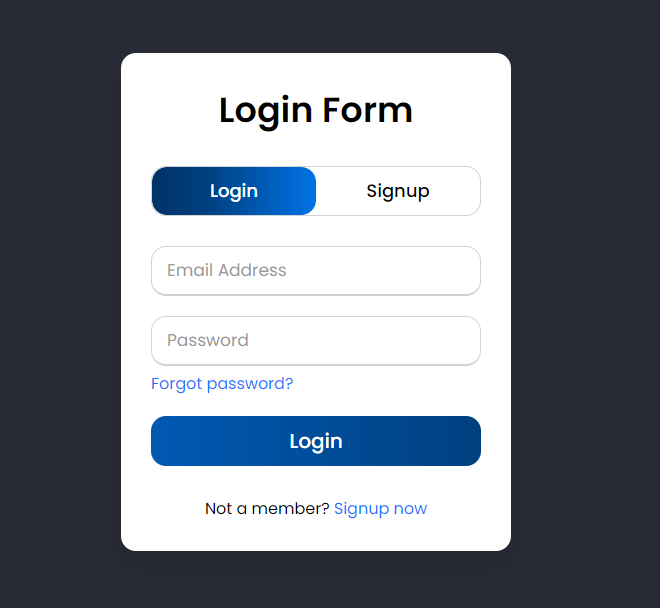 Login Form
Login Signup
Email Address
Password
Forgot password?
Login
Not a member? Signup now